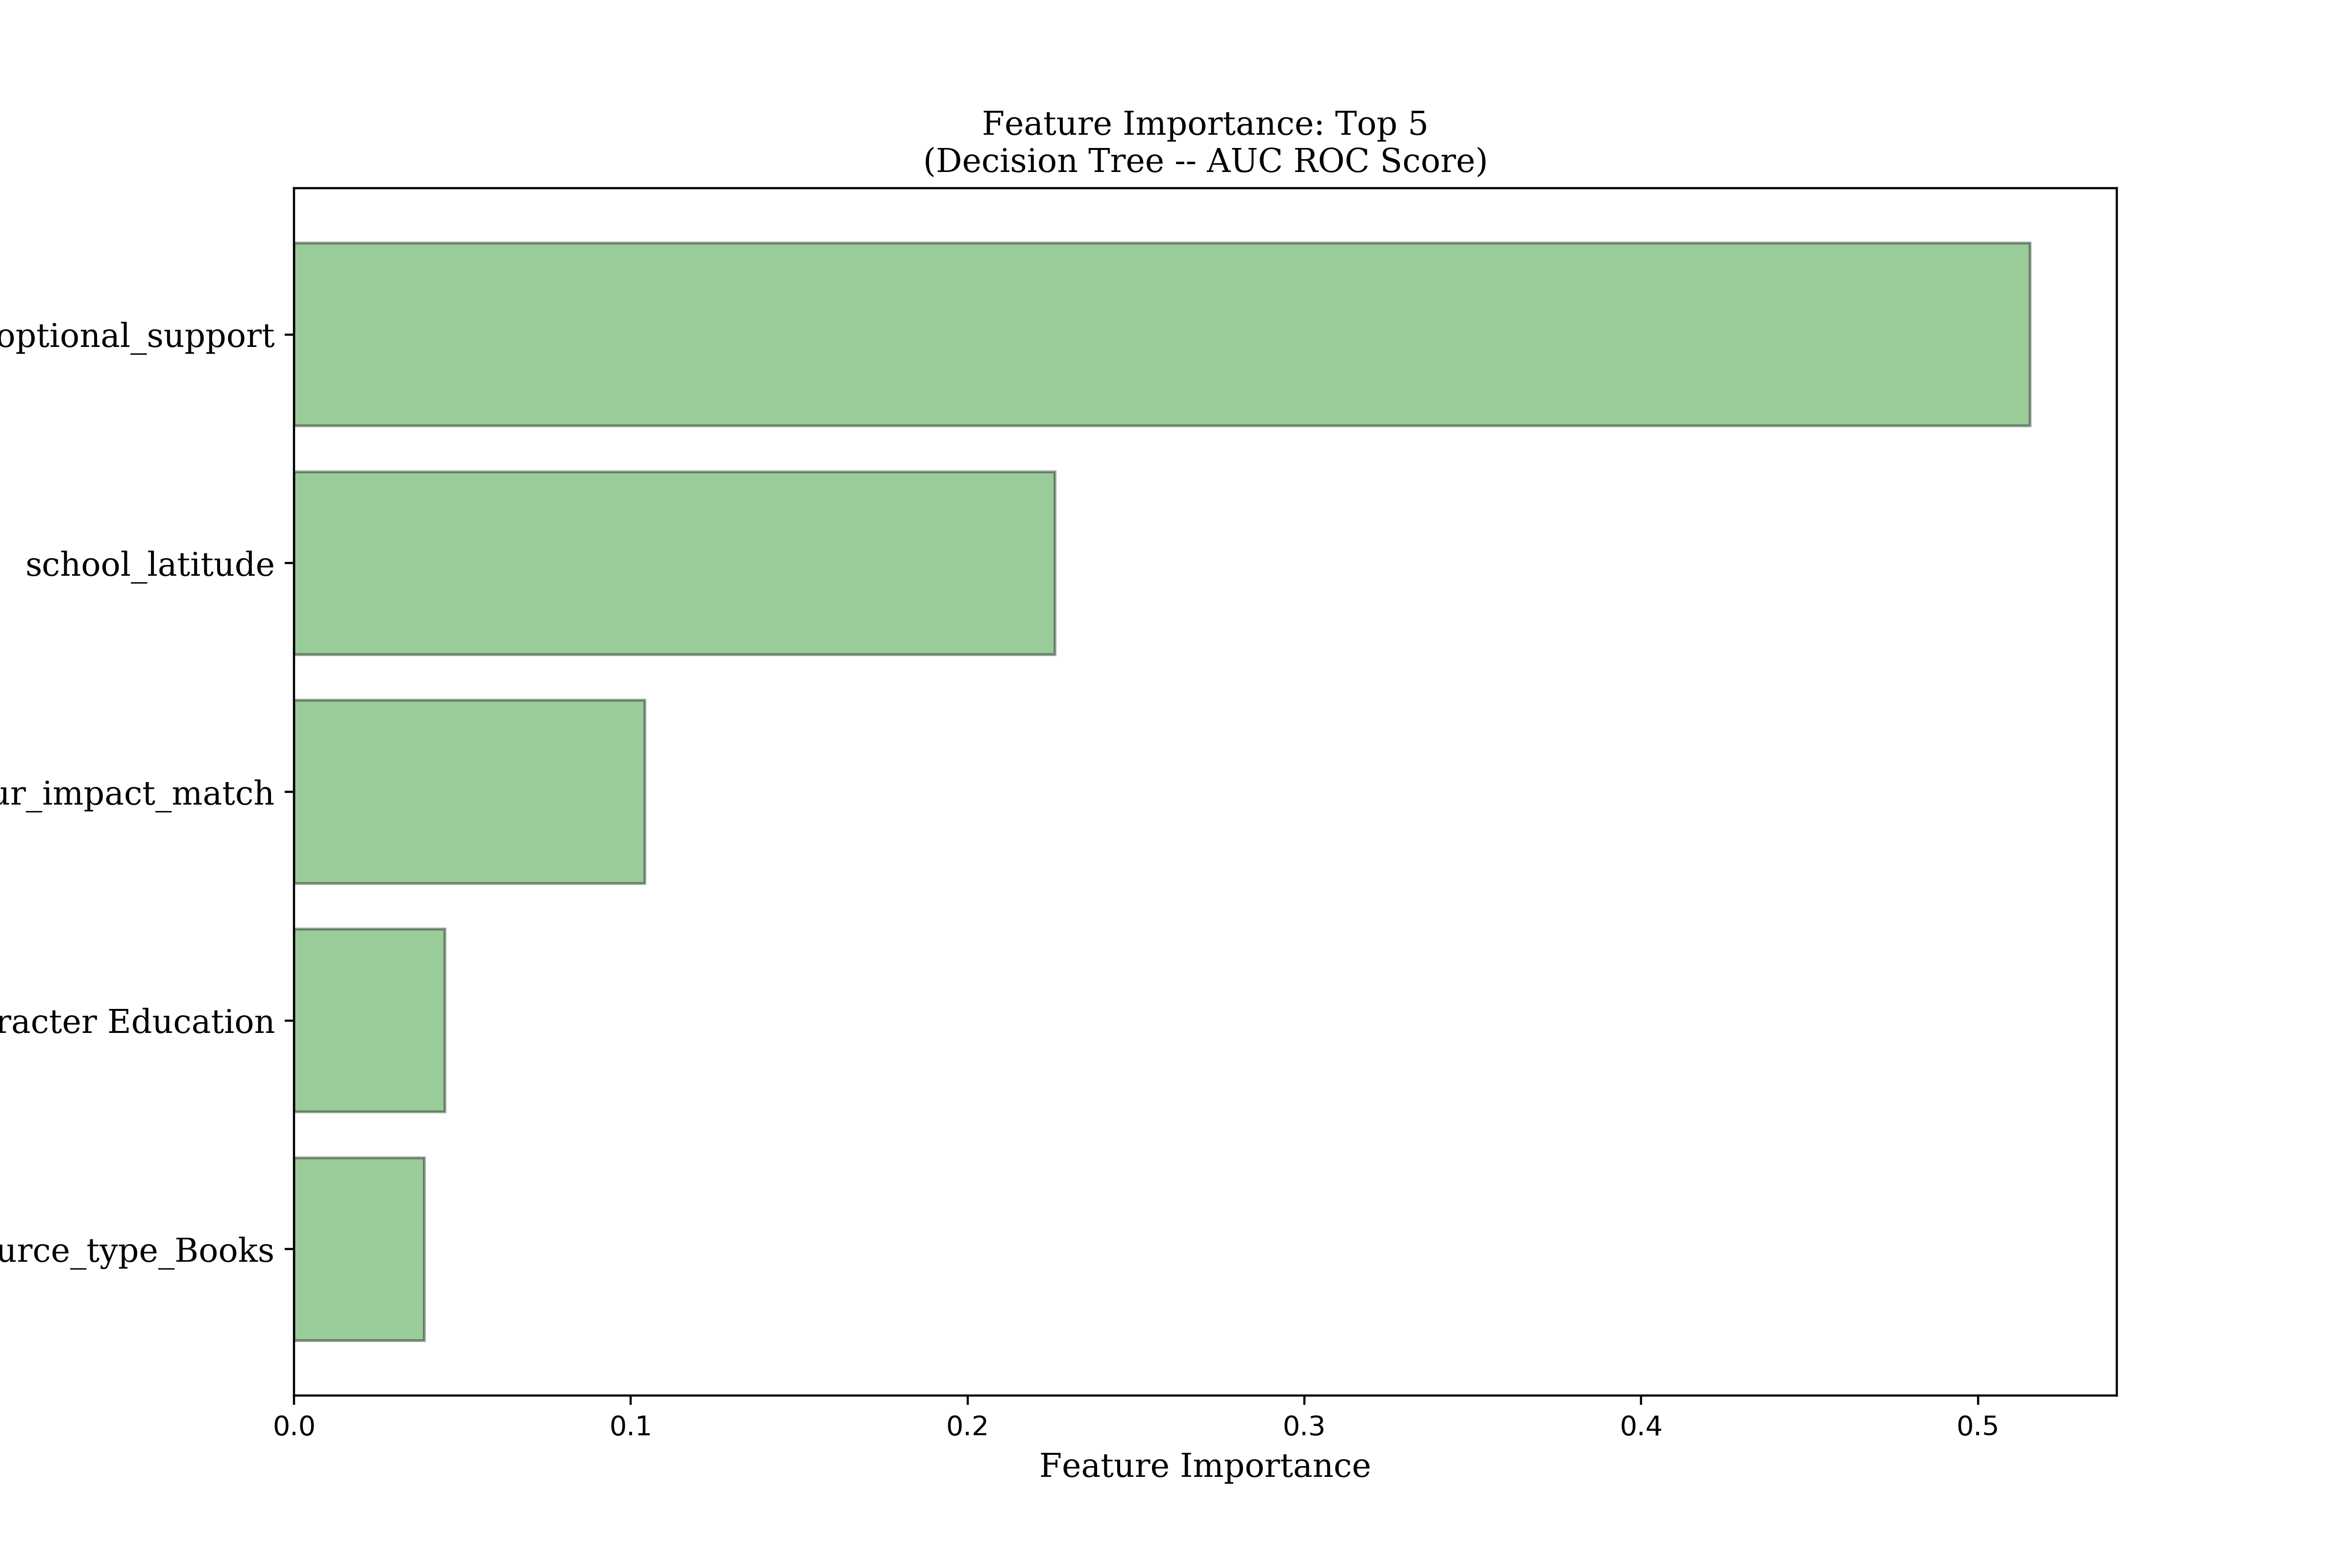 Feature Importance: Top 5
(Decision Tree -- AUC ROC Score)
optional_support
school_latitude
ur_impact_match
racter Education
urce_type_Books
0.0 0.1 0.2 0.3 0.4 0.5
Feature Importance